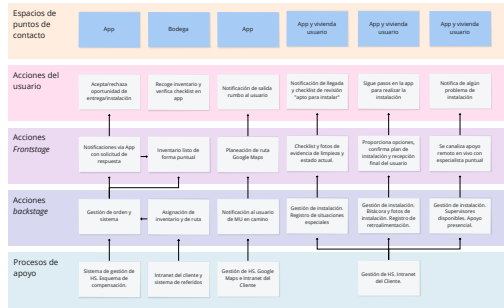 Espacios de
puntos de
contacto
App
Bodega
App
App y vivienda
usuario
App y vivienda
usuario
App y vivienda
usuario
Acciones del
usuario
Acepta/rechaza
oportunidad de
entregar/instalación
Recoge inventario y
verifica checklist en
app
Notificación de salida
rumbo al usuario
Notificación de llegada
y checklist de revisión
"apto para instalar"
Sigue pasos en la app
para realizar la
instalación
Notifica de algún
problema de
instalación
Acciones
Frontstage
Notificaciones vía App
con solicitud de
respuesta
Inventario listo de
forma puntual
Planeación de ruta
Google Maps
Checklist y fotos de
evidencia de limpieza y
estado actual.
Proporciona opciones,
confirma plan de
instalación y recepción
final del usuario
Se canaliza apoyo
remoto en vivo con
especialista puntual
Acciones
backstage
Gestión de orden y
sistema
Asignación de
inventario y de ruta
Notificación al usuario
de MU en camino
Gestión de instalación.
Registro de situaciones
especiales
Gestión de instalación.
Bitácora y fotos de
instalación. Registro de
retroalimentación.
Gestión de instalación.
Supervisores
disponibles. Apoyo
presencial.
Procesos de
apoyo
Sistema de gestión de
HS. Esquema de
compensación.
Intranet del cliente y
sistema de referidos
Gestión de HS. Google
Maps e Intranet del
Cliente
Gestión de HS. Intranet
del Cliente.